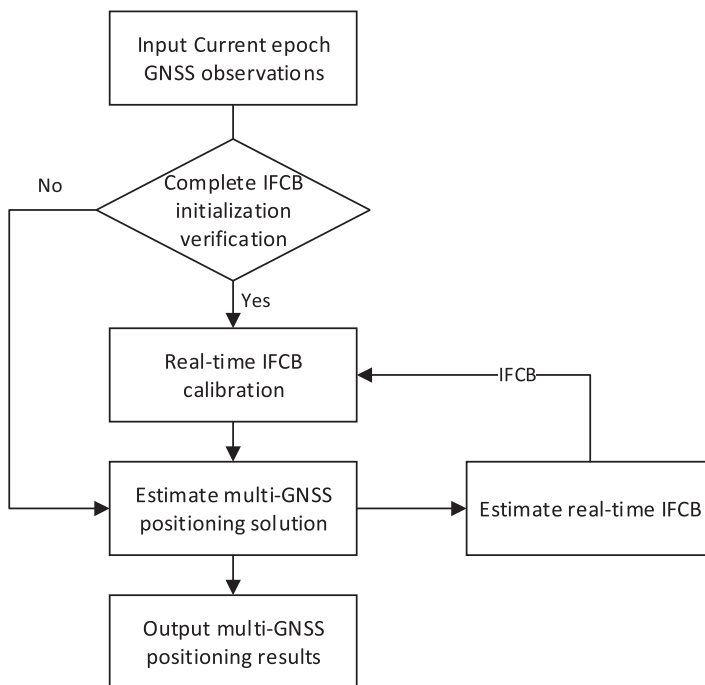 Input Current epoch
GNSS observations
No
Complete IFCB
initialization
verification
Yes
Real-time IFCB
calibration
IFCB
Estimate multi-GNSS
positioning solution
Estimate real-time IFCB
Output multi-GNSS
positioning results